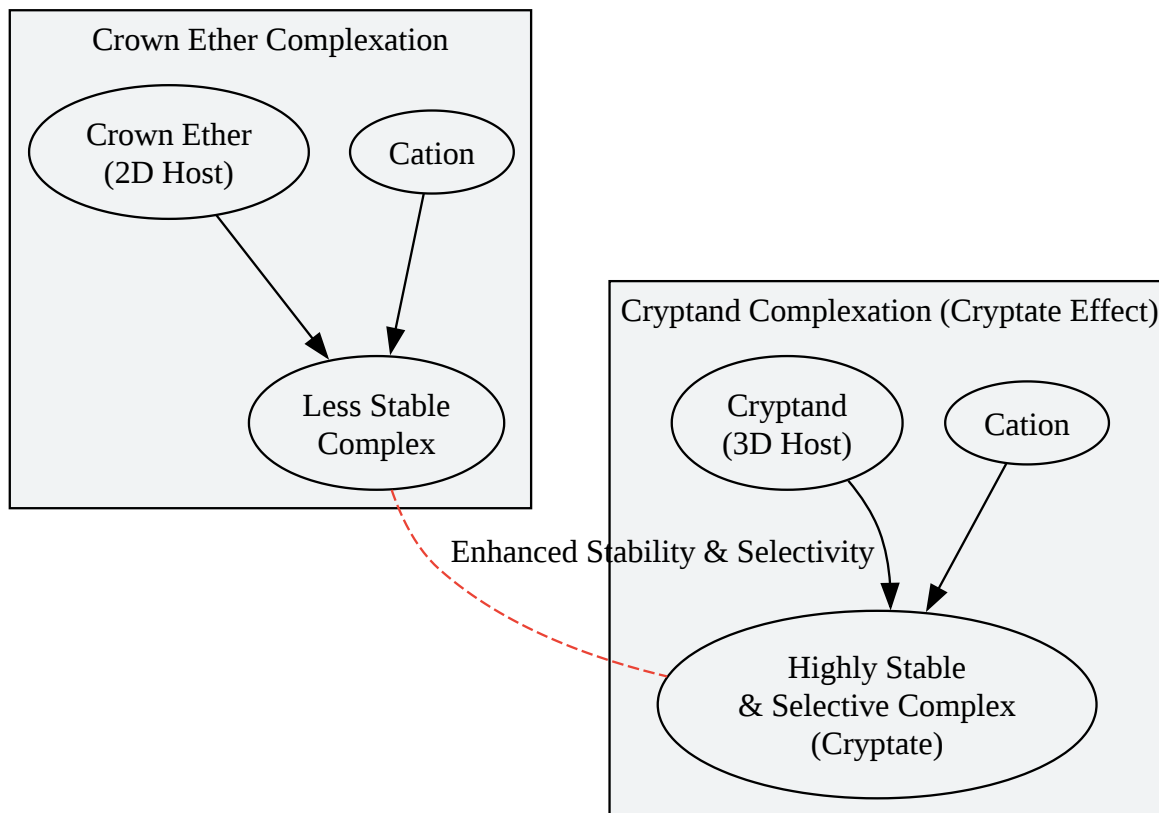 Crown Ether Complexation
Crown Ether
(2D Host)
Cation
Less Stable
Complex
Cryptand Complexation (Cryptate Effect)
Cryptand
(3D Host)
Cation
Enhanced Stability & Selectivity
Highly Stable
& Selective Complex
(Cryptate)